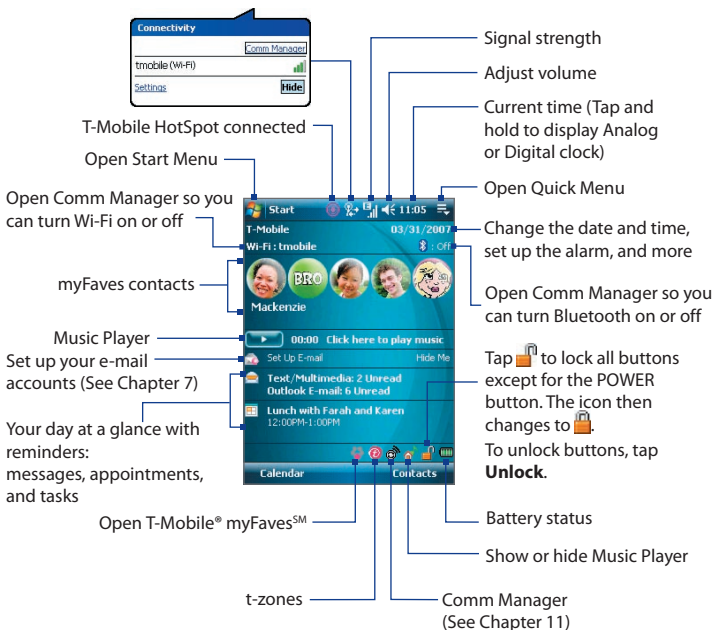 Connectivity
Comm Manager
tmobile (Wi-Fi)
Settings
Hide
T-Mobile HotSpot connected
Open Start Menu
Open Comm Manager so you
can turn Wi-Fi on or off
myFaves contacts
Music Player
Set up your e-mail
accounts (See Chapter 7)
Your day at a glance with
reminders:
messages, appointments,
and tasks
Open T-Mobile® myFaves℠
t-zones
Start
11:05
T-Mobile
03/31/2007
Wi-Fi : tmobile
: Off
BRO
Mackenzie
00:00 Click here to play music
Set Up E-mail
Hide Me
Text/Multimedia: 2 Unread
Outlook E-mail: 6 Unread
Lunch with Farah and Karen
12:00PM-1:00PM
Calendar
Contacts
Signal strength
Adjust volume
Current time (Tap and
hold to display Analog
or Digital clock)
Open Quick Menu
Change the date and time,
set up the alarm, and more
Open Comm Manager so you
can turn Bluetooth on or off
Tap to lock all buttons
except for the POWER
button. The icon then
changes to .
To unlock buttons, tap
Unlock.
Battery status
Show or hide Music Player
Comm Manager
(See Chapter 11)